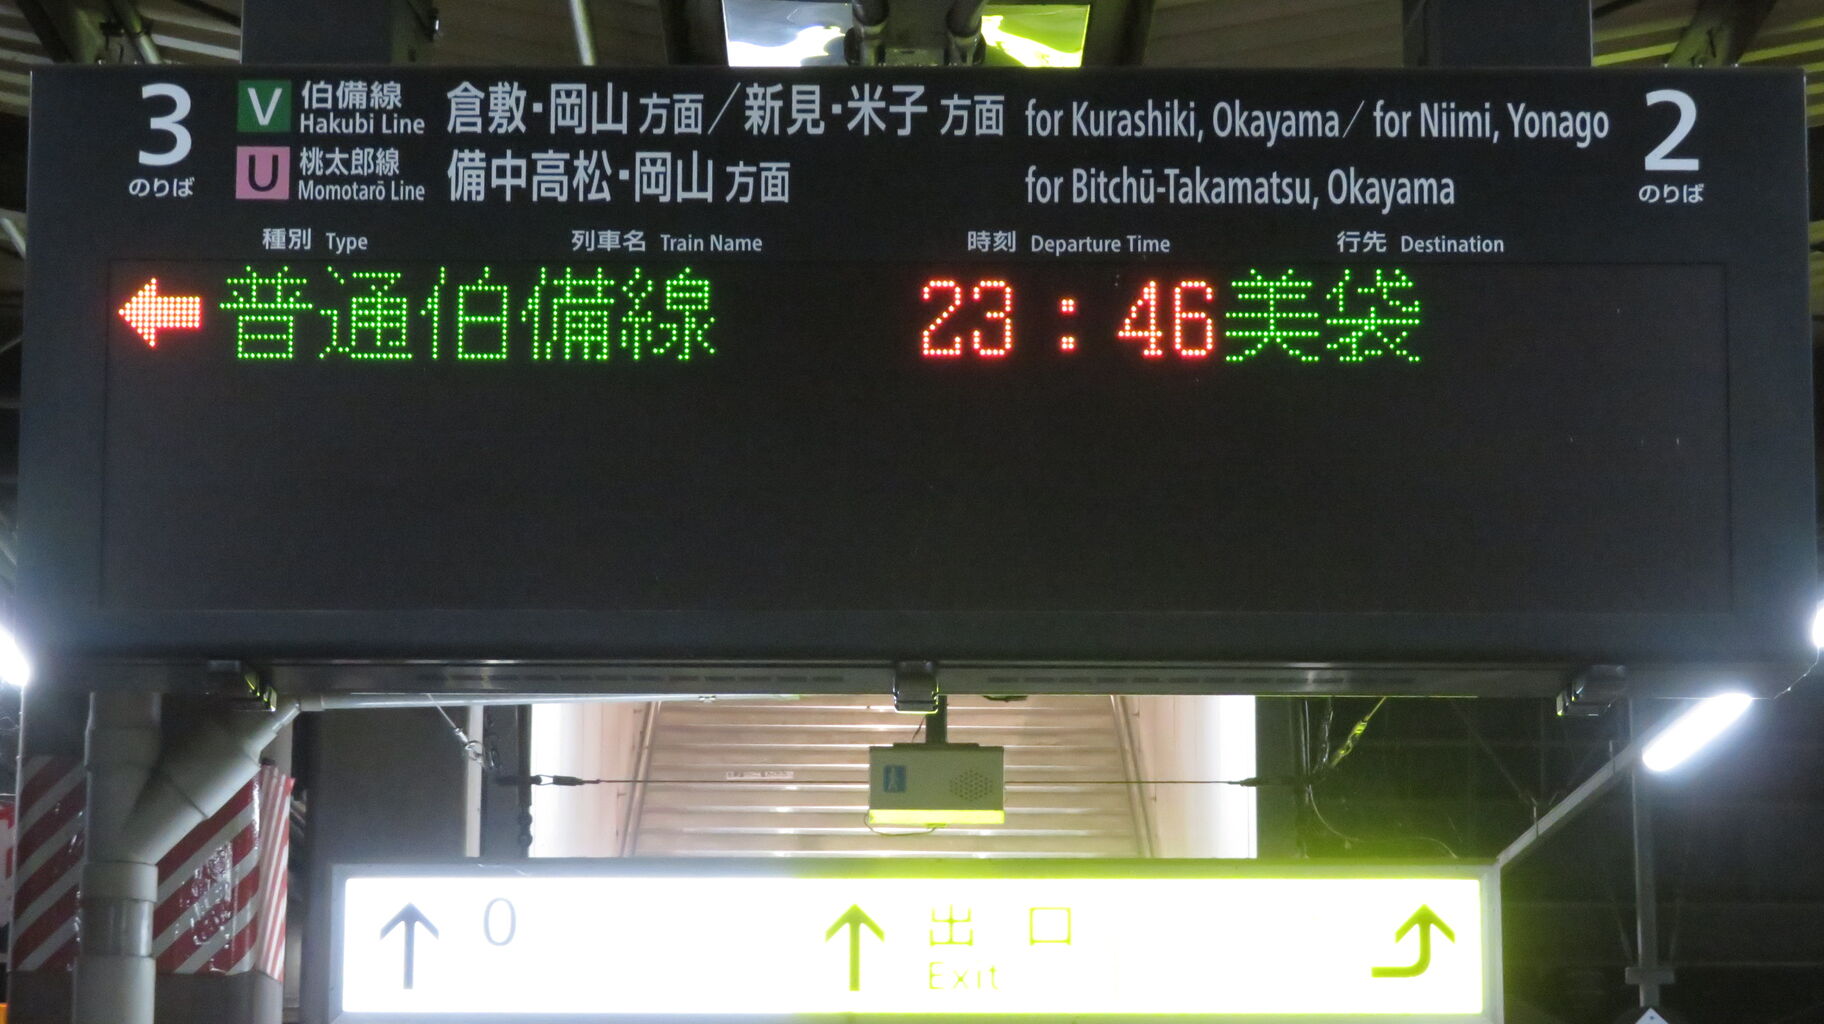 3 のりば
V 伯備線 Hakubi Line 倉敷・岡山 方面／新見・米子 方面 for Kurashiki, Okayama／for Niimi, Yonago
U 桃太郎線 Momotarō Line 備中高松・岡山 方面 for Bitchū-Takamatsu, Okayama
2 のりば
種別 Type 列車名 Train Name 時刻 Departure Time 行先 Destination
←普通伯備線 23:46美袋
↑ 0 ↑ 出口
Exit